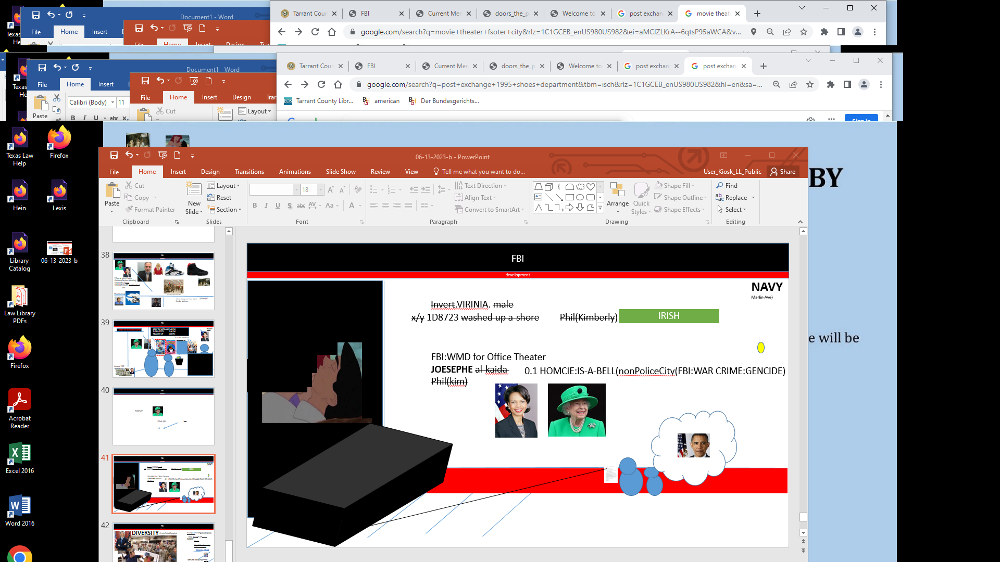 Tarrant Cour
FBI
Current Mer
doors_the_p
Welcome to
post exchan
movie theat
google.com/search?q=movie+theater+fsoter+city&rlz=1C1GCEB_enUS980US982&ei=aMCIZLKrA--6qtsP95aWCA&v...
Document1 - Word
File
Home
Insert
Texas
He
Home
Insert
Design
Tarrant Cour
FBI
Current Mer
doors_the_p
Welcome to
post exchan
post exchan
google.com/search?q=post+exchange+1995+shoes+department&tbm=isch&rlz=1C1GCEB_enUS980US982&hl=en&sa=...
EOS Tarrant County Libr...
american
Der Bundesgerichts...
Sign in
Document1 - Word
File
Home
Insert
Calibri (Body)
11
Paste
B I U abc X
File
Home
Insert
Design
Tra
Cut
Layout
Texas
He
Texas Law Help
Firefox
Hein
Lexis
Library Catalog
06-13-2023-b
Law Library PDFs
Firefox
Acrobat Reader
Excel 2016
Word 2016
06-13-2023-b - PowerPoint
File
Home
Insert
Design
Transitions
Animations
Slide Show
Review
View
Tell me what you want to do...
User_Kiosk_LL_Public
Share
Paste
Cut
Copy
Format Painter
Clipboard
New Slide
Layout
Reset
Section
Slides
18
B I U S abc AV Aa A
Font
Text Direction
Align Text
Convert to SmartArt
Paragraph
Arrange
Quick Styles
Shape Fill
Shape Outline
Shape Effects
Drawing
Find
Replace
Select
Editing
BY
e will be
38
39
40
41
42
DIVERSITY
FBI
development
NAVY
Marlin Ave)
Invert.VIRINIA. male
x/y 1D8723 washed up a shore
Phil(Kimberly)
IRISH
FBI:WMD for Office Theater
JOESEPHE al kaida
0.1 HOMCIE:IS-A-BELL(nonPoliceCity(FBI:WAR CRIME:GENCIDE)
Phil(kim)